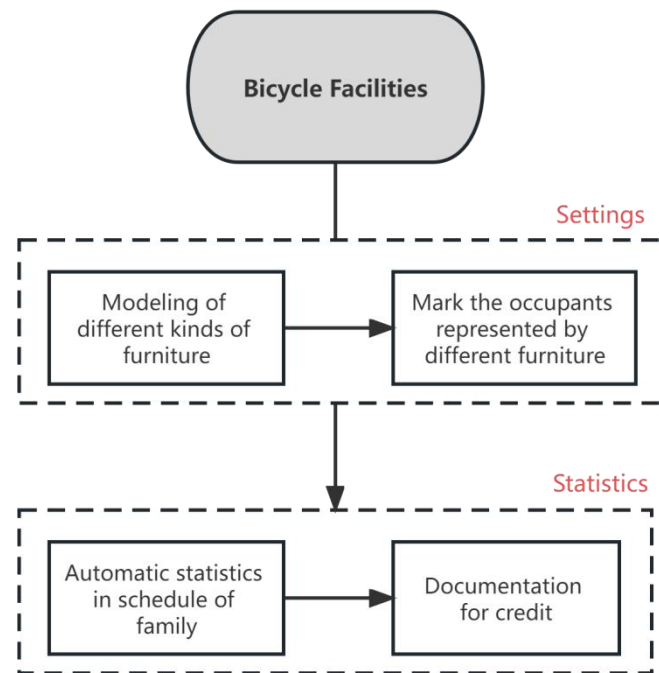 Bicycle Facilities
Settings
Modeling of
different kinds of
furniture
Mark the occupants
represented by
different furniture
Statistics
Automatic statistics
in schedule of
family
Documentation
for credit